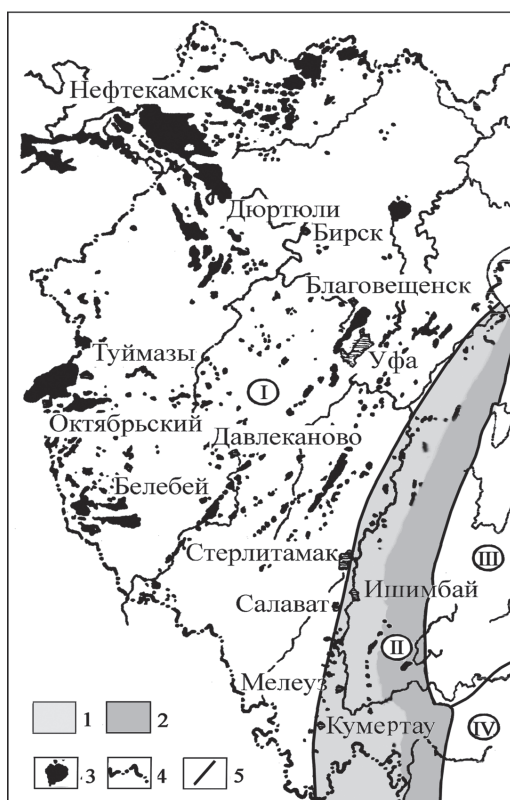 Нефтекамск
Дюртюли
Бирск
Благовещенск
Туймазы
Уфа
I
Октябрьский
Давлеканово
Белебей
Стерлитамак
III
Ишимбай
Салават
II
Мелеуз
IV
Кумертау
1 2
3 4 5